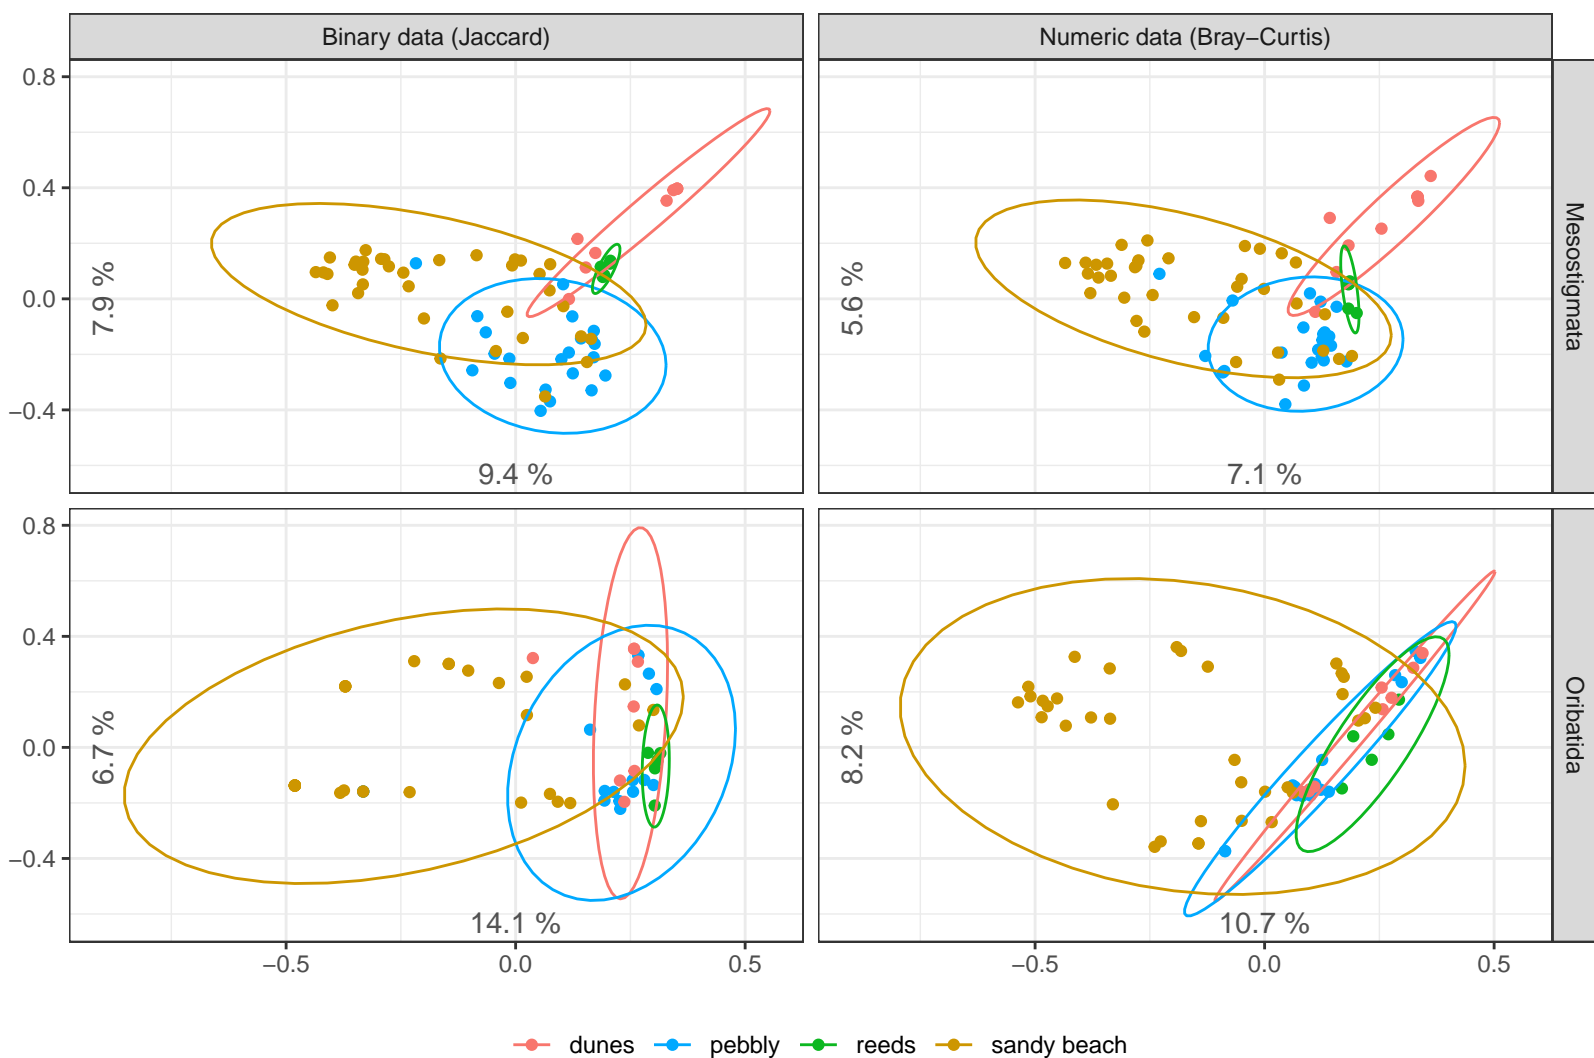 Binary data (Jaccard)
Numeric data (Bray−Curtis)
0.8
0.4
0.0
−0.4
7.9 %
9.4 %
5.6 %
7.1 %
Mesostigmata
0.8
0.4
0.0
−0.4
6.7 %
14.1 %
8.2 %
10.7 %
Oribatida
−0.5 0.0 0.5
−0.5 0.0 0.5
dunes pebbly reeds sandy beach